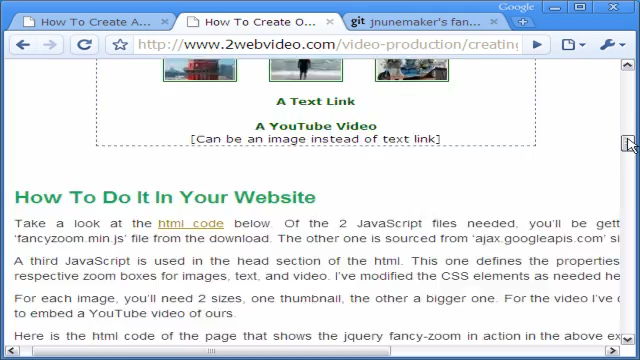 Google
How To Create A... How To Create O... git jnunemaker's fan...
http://www.2webvideo.com/video-production/creating
A Text Link
A YouTube Video
[Can be an image instead of text link]
How To Do It In Your Website
Take a look at the html code below. Of the 2 JavaScript files needed, you'll be gett
'fancyzoom.min.js' file from the download. The other one is sourced from 'ajax.googleapis.com' si
A third JavaScript is used in the head section of the html. This one defines the properties
respective zoom boxes for images, text, and video. I've modified the CSS elements as needed he
For each image, you'll need 2 sizes, one thumbnail, the other a bigger one. For the video I've
to embed a YouTube video of ours.
Here is the html code of the page that shows the jquery fancy-zoom in action in the above ex